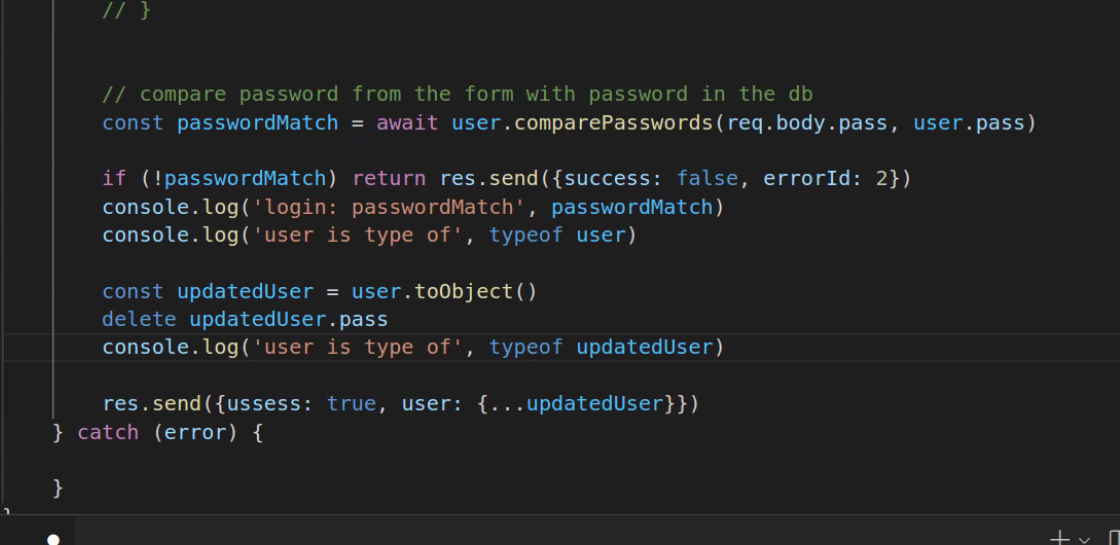 // }
// compare password from the form with password in the db
const passwordMatch = await user.comparePasswords(req.body.pass, user.pass)
if (!passwordMatch) return res.send({success: false, errorId: 2})
console.log('login: passwordMatch', passwordMatch)
console.log('user is type of', typeof user)
const updatedUser = user.toObject()
delete updatedUser.pass
console.log('user is type of', typeof updatedUser)
res.send({ussess: true, user: {...updatedUser}})
} catch (error) {
}
}